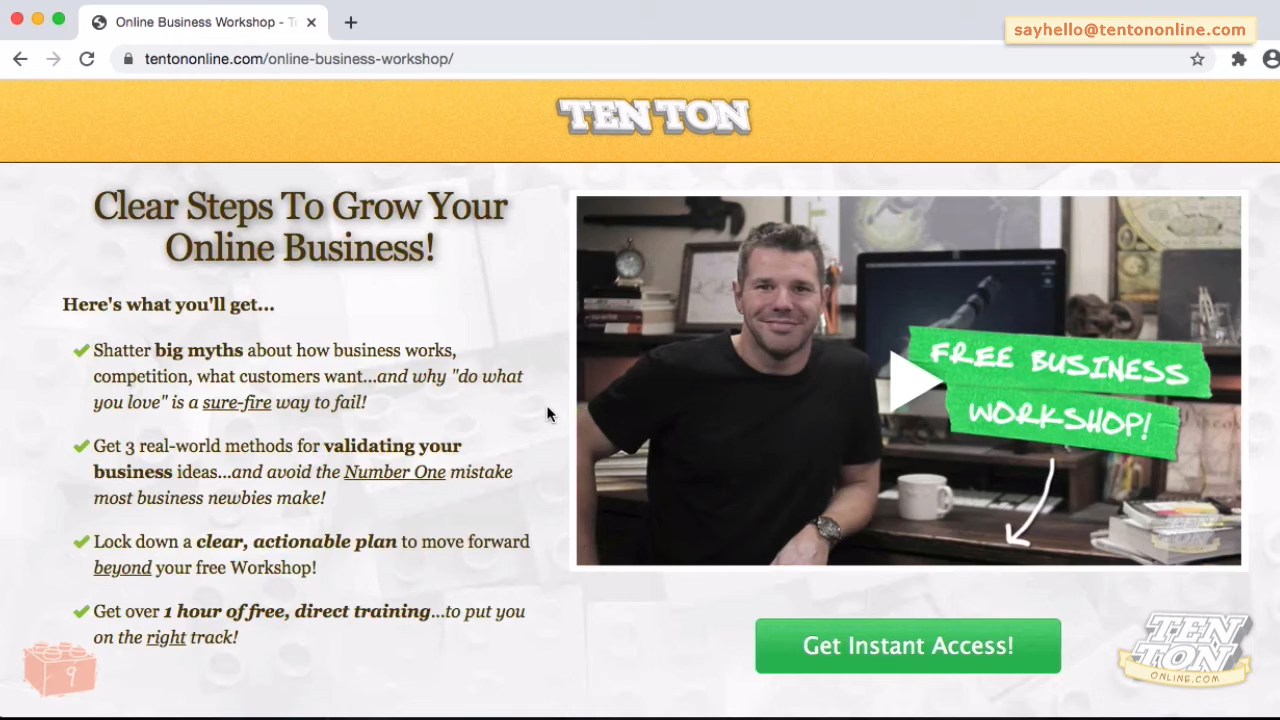 Online Business Workshop - T
sayhello@tentononline.com
tentononline.com/online-business-workshop/
TEN TON
Clear Steps To Grow Your
Online Business!
Here's what you'll get...
Shatter big myths about how business works,
competition, what customers want...and why "do what
you love" is a sure-fire way to fail!
Get 3 real-world methods for validating your
business ideas...and avoid the Number One mistake
most business newbies make!
Lock down a clear, actionable plan to move forward
beyond your free Workshop!
Get over 1 hour of free, direct training...to put you
on the right track!
FREE BUSINESS
WORKSHOP!
Get Instant Access!
9
TEN
TON
ONLINE.COM